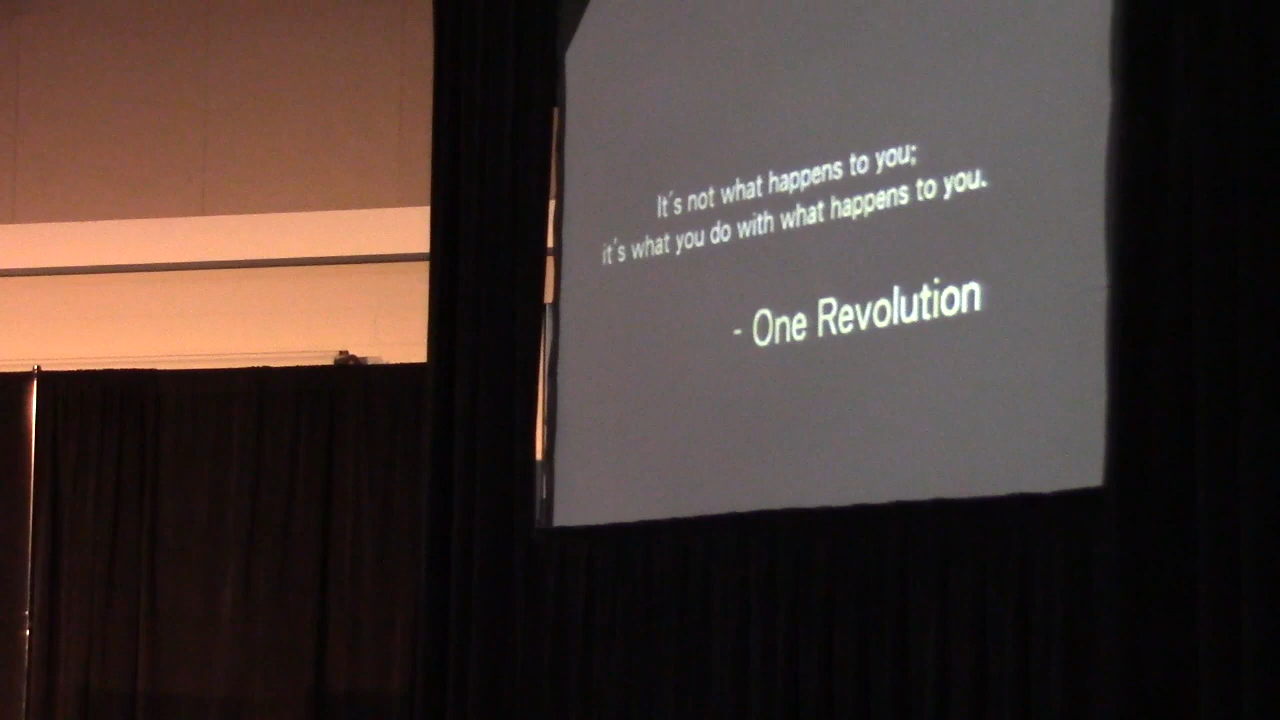 It's not what happens to you;
it's what you do with what happens to you.
- One Revolution